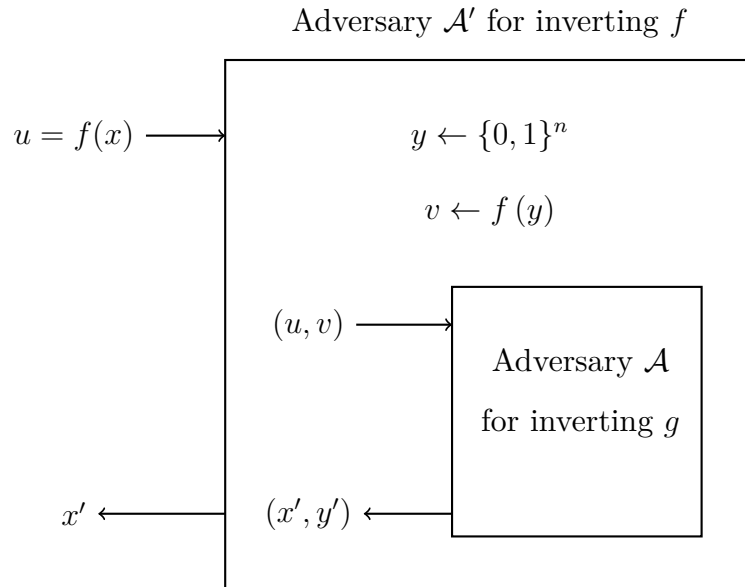 Adversary 𝒜′ for inverting f
u = f(x)
y ← {0, 1}ⁿ
v ← f (y)
(u, v)
Adversary 𝒜
for inverting g
x′
(x′, y′)